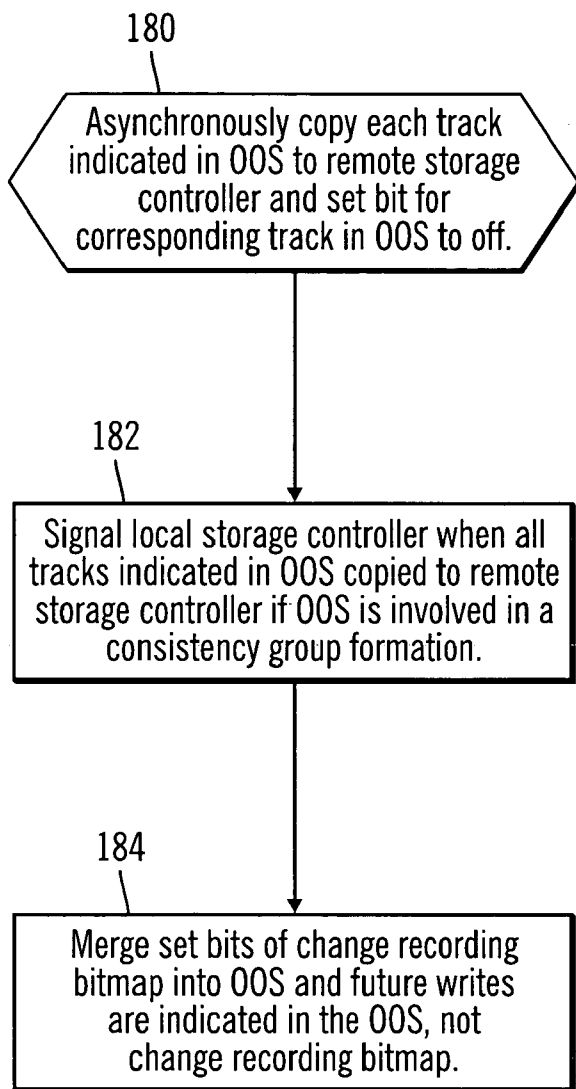 180
Asynchronously copy each track
indicated in OOS to remote storage
controller and set bit for
corresponding track in OOS to off.
182
Signal local storage controller when all
tracks indicated in OOS copied to remote
storage controller if OOS is involved in a
consistency group formation.
184
Merge set bits of change recording
bitmap into OOS and future writes
are indicated in the OOS, not
change recording bitmap.